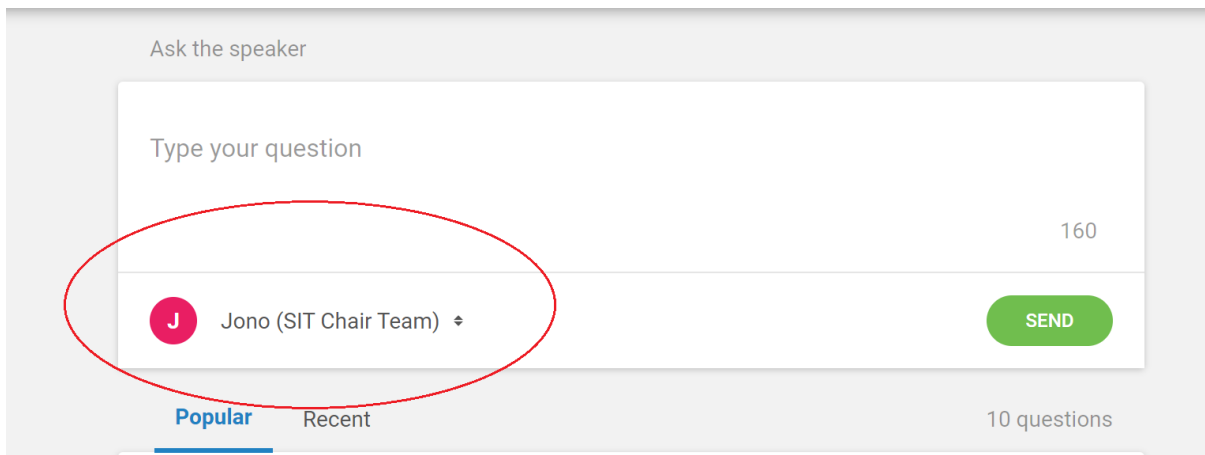 Ask the speaker
Type your question
160
J Jono (SIT Chair Team) SEND
Popular Recent 10 questions